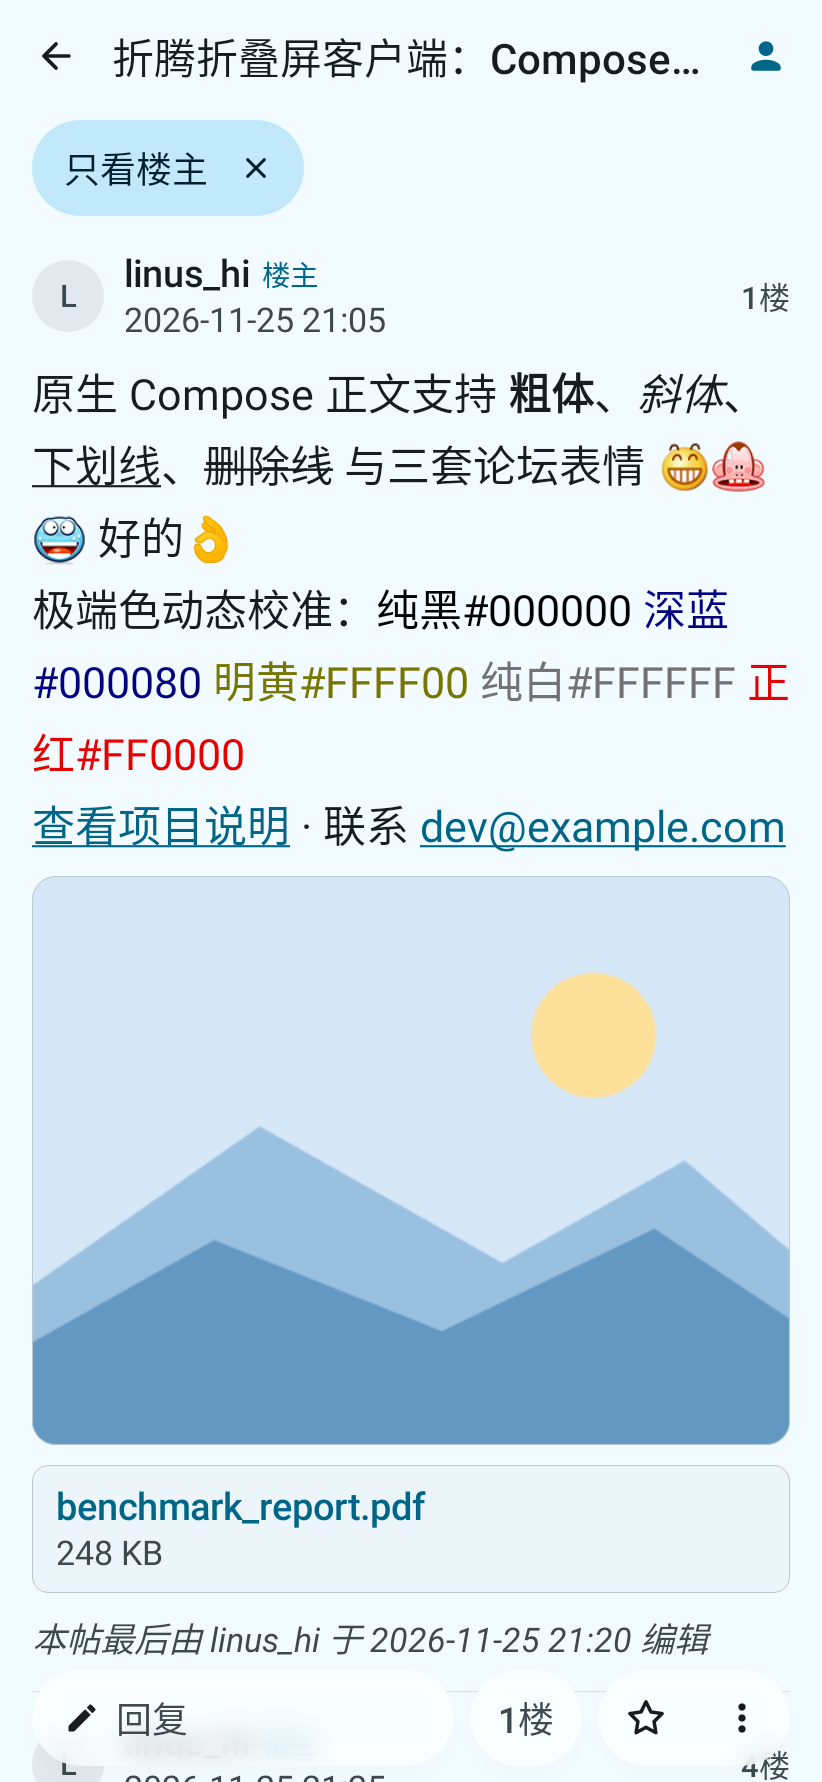 折腾折叠屏客户端：Compose…
只看楼主
L
linus_hi 楼主
2026-11-25 21:05
1楼
原生 Compose 正文支持 粗体、斜体、
下划线、删除线 与三套论坛表情 😁
好的👌
极端色动态校准：纯黑#000000 深蓝
#000080 明黄#FFFF00 纯白#FFFFFF 正
红#FF0000
查看项目说明 · 联系 dev@example.com
benchmark_report.pdf
248 KB
本帖最后由 linus_hi 于 2026-11-25 21:20 编辑
回复
1楼
L
linus_hi 楼主
4楼